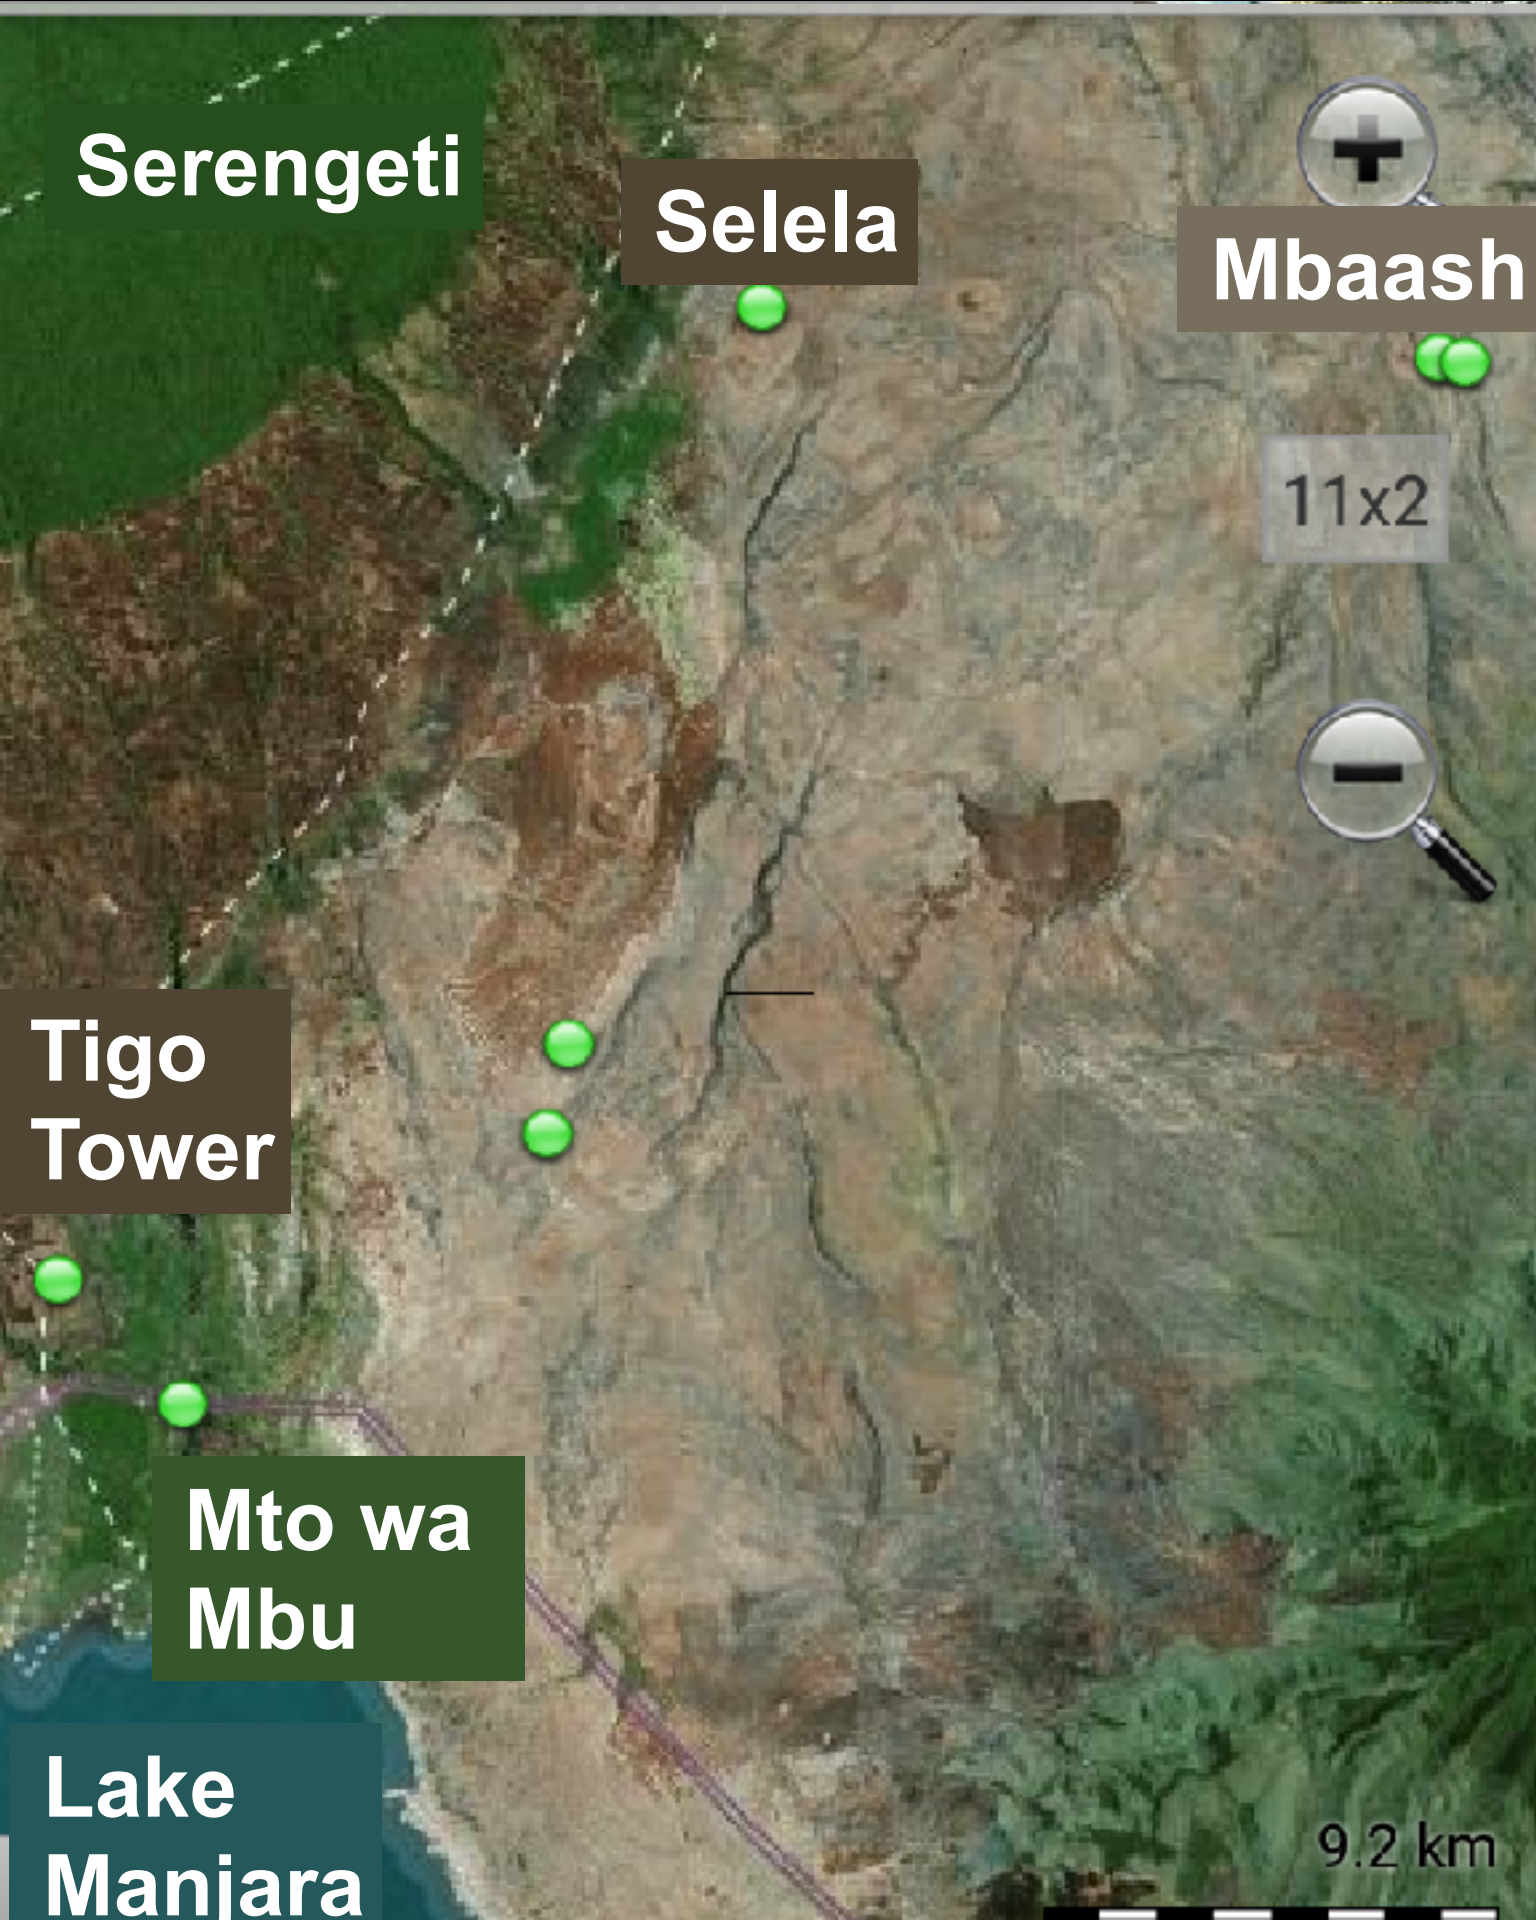 Serengeti
Selela
Mbaash
11x2
Tigo
Tower
Mto wa
Mbu
Lake
Manjara
9.2 km